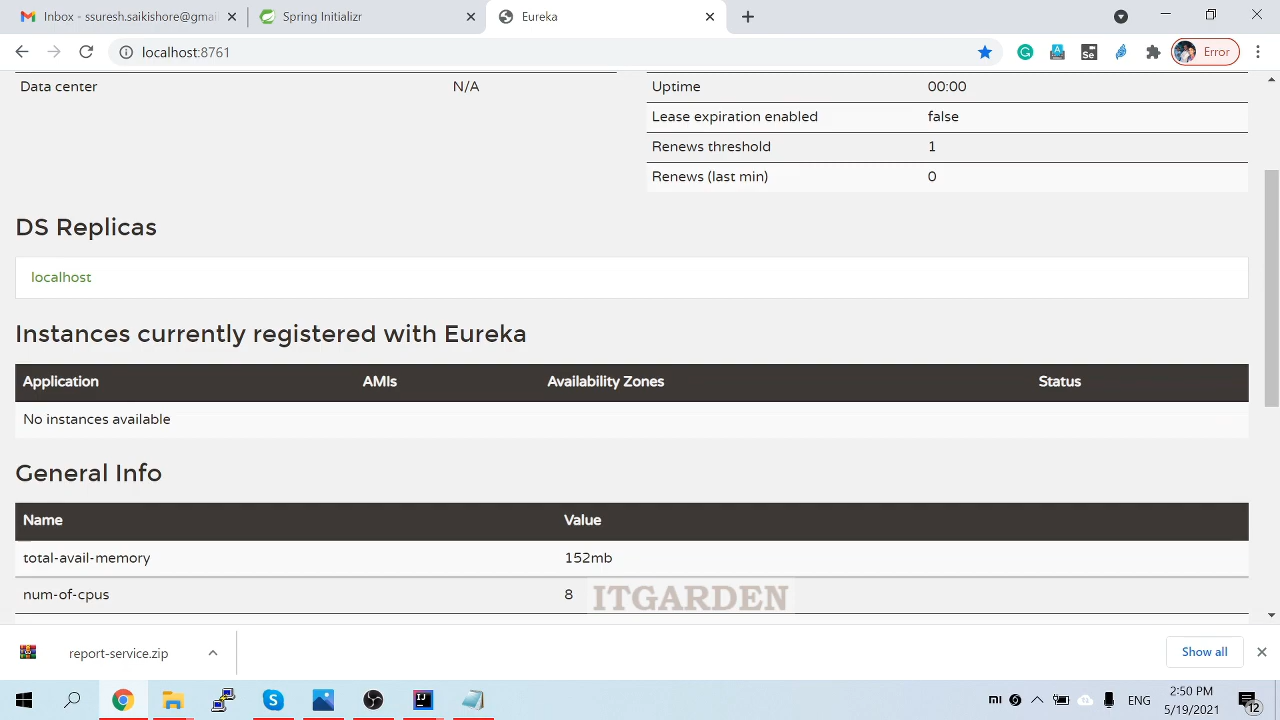 Inbox - ssuresh.saikishore@gmai
Spring Initializr
Eureka
localhost:8761
Error
Data center N/A
Uptime 00:00
Lease expiration enabled false
Renews threshold 1
Renews (last min) 0
DS Replicas
localhost
Instances currently registered with Eureka
Application AMIs Availability Zones Status
No instances available
General Info
Name Value
total-avail-memory 152mb
num-of-cpus 8
ITGARDEN
report-service.zip
Show all
ENG
2:50 PM
5/19/2021
12